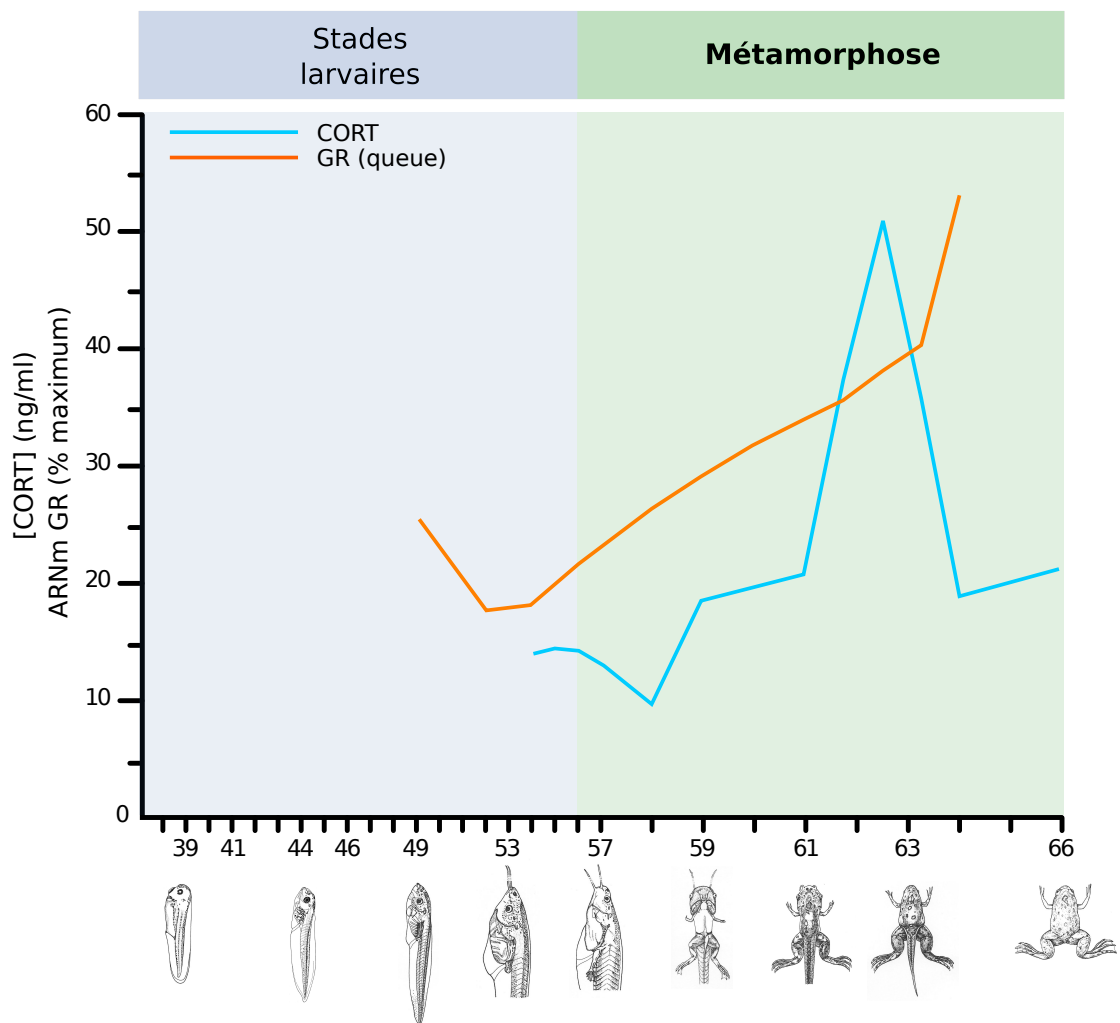 Stades
larvaires
Métamorphose
CORT
GR (queue)
[CORT] (ng/ml)
ARNm GR (% maximum)
60
50
40
30
20
10
0
39 41 44 46 49 53 57 59 61 63 66